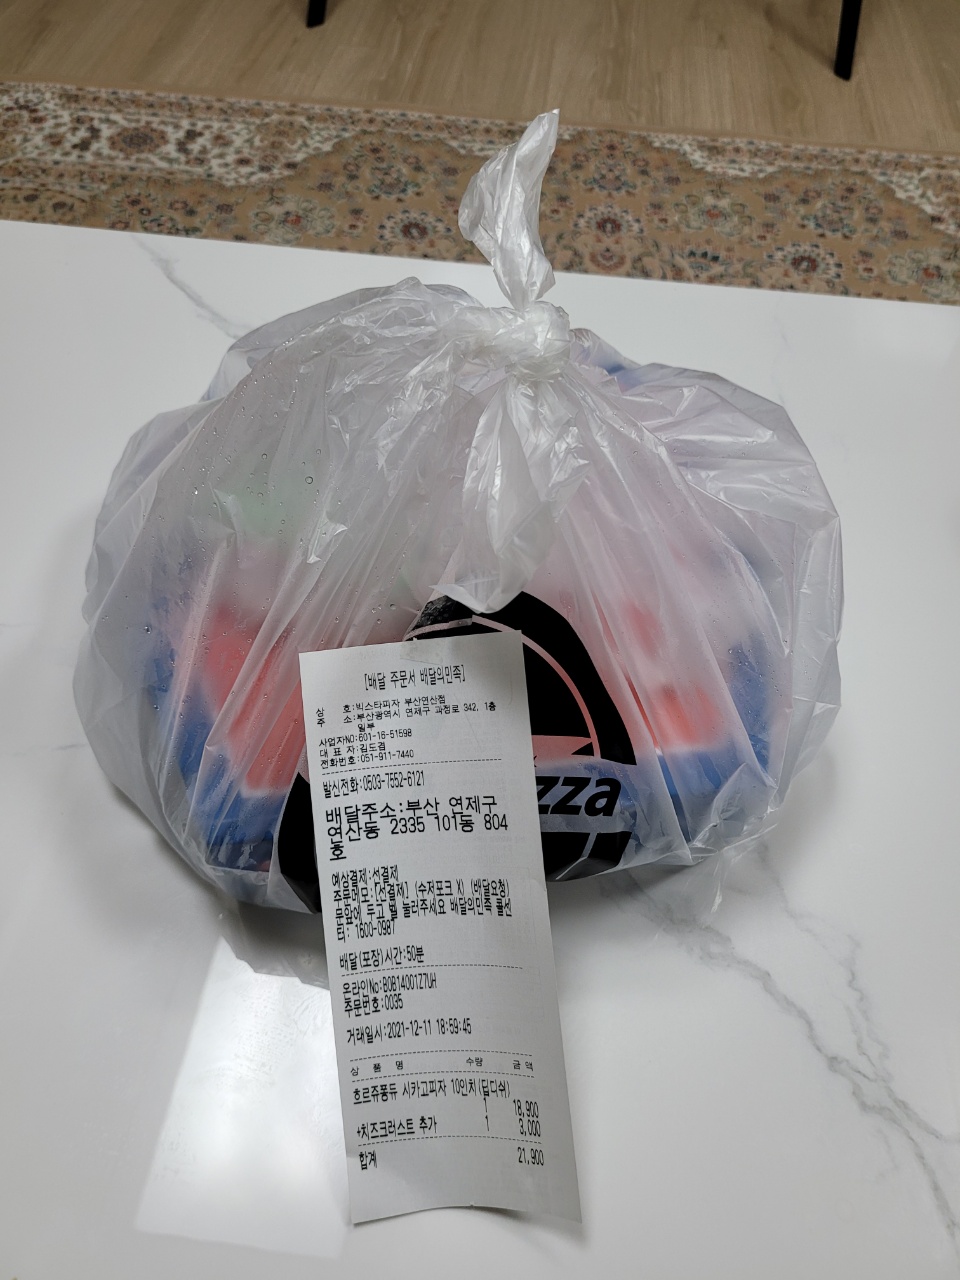 [배달 주문서 배달의민족]
상 호:빅스타피자 부산연산점
주 소:부산광역시 연제구 과정로 342, 1층
일부
사업자NO:601-16-51598
대 표 자:김도겸
전화번호:051-911-7440
발신전화:0503-7552-6121
배달주소:부산 연제구
연산동 2335 101동 804
호
예상결제:선결제
주문메모:[선결제] (수저포크 X) (배달요청)
문앞에 두고 벨 눌러주세요 배달의민족 콜센
터: 1600-0987
배달(포장)시간:50분
온라인No:B0B14001Z7UH
주문번호:0035
거래일시:2021-12-11 18:59:45
상 품 명 수량 금액
흐르쥬퐁듀 시카고피자 10인치(딥디쉬)
1 18,900
+치즈크러스트 추가 1 3,000
합계 21,900
zza